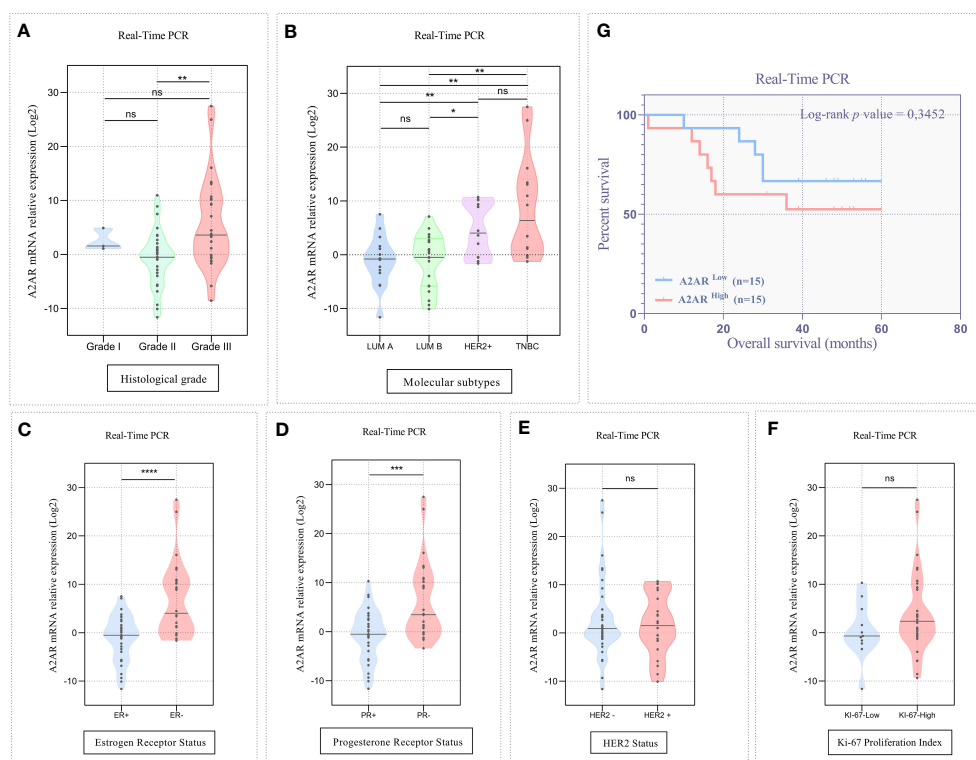 A
Real-Time PCR
A2AR mRNA relative expression (Log2)
30
20
10
0
-10
**
ns
ns
Grade I
Grade II
Grade III
Histological grade
B
Real-Time PCR
A2AR mRNA relative expression (Log2)
30
20
10
0
-10
**
**
**
ns
*
ns
LUM A
LUM B
HER2+
TNBC
Molecular subtypes
G
Real-Time PCR
Log-rank p value = 0,3452
Percent survival
100
50
0
A2AR Low (n=15)
A2AR High (n=15)
0
20
40
60
80
Overall survival (months)
C
Real-Time PCR
A2AR mRNA relative expression (Log2)
30
20
10
0
-10
****
ER+
ER-
Estrogen Receptor Status
D
Real-Time PCR
A2AR mRNA relative expression (Log2)
30
20
10
0
-10
***
PR+
PR-
Progesterone Receptor Status
E
Real-Time PCR
A2AR mRNA relative expression (Log2)
30
20
10
0
-10
ns
HER2 -
HER2 +
HER2 Status
F
Real-Time PCR
A2AR mRNA relative expression (Log2)
30
20
10
0
-10
ns
KI-67-Low
KI-67-High
Ki-67 Proliferation Index